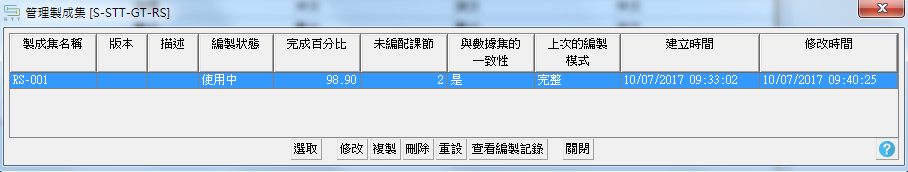 管理製成集 [S-STT-GT-RS]
製成集名稱 版本 描述 編製狀態 完成百分比 未編配課節 與數據集的一致性 上次的編製模式 建立時間 修改時間
RS-001 使用中 98.90 2 是 完整 10/07/2017 09:33:02 10/07/2017 09:40:25
選取 修改 複製 刪除 重設 查看編製記錄 關閉 ?